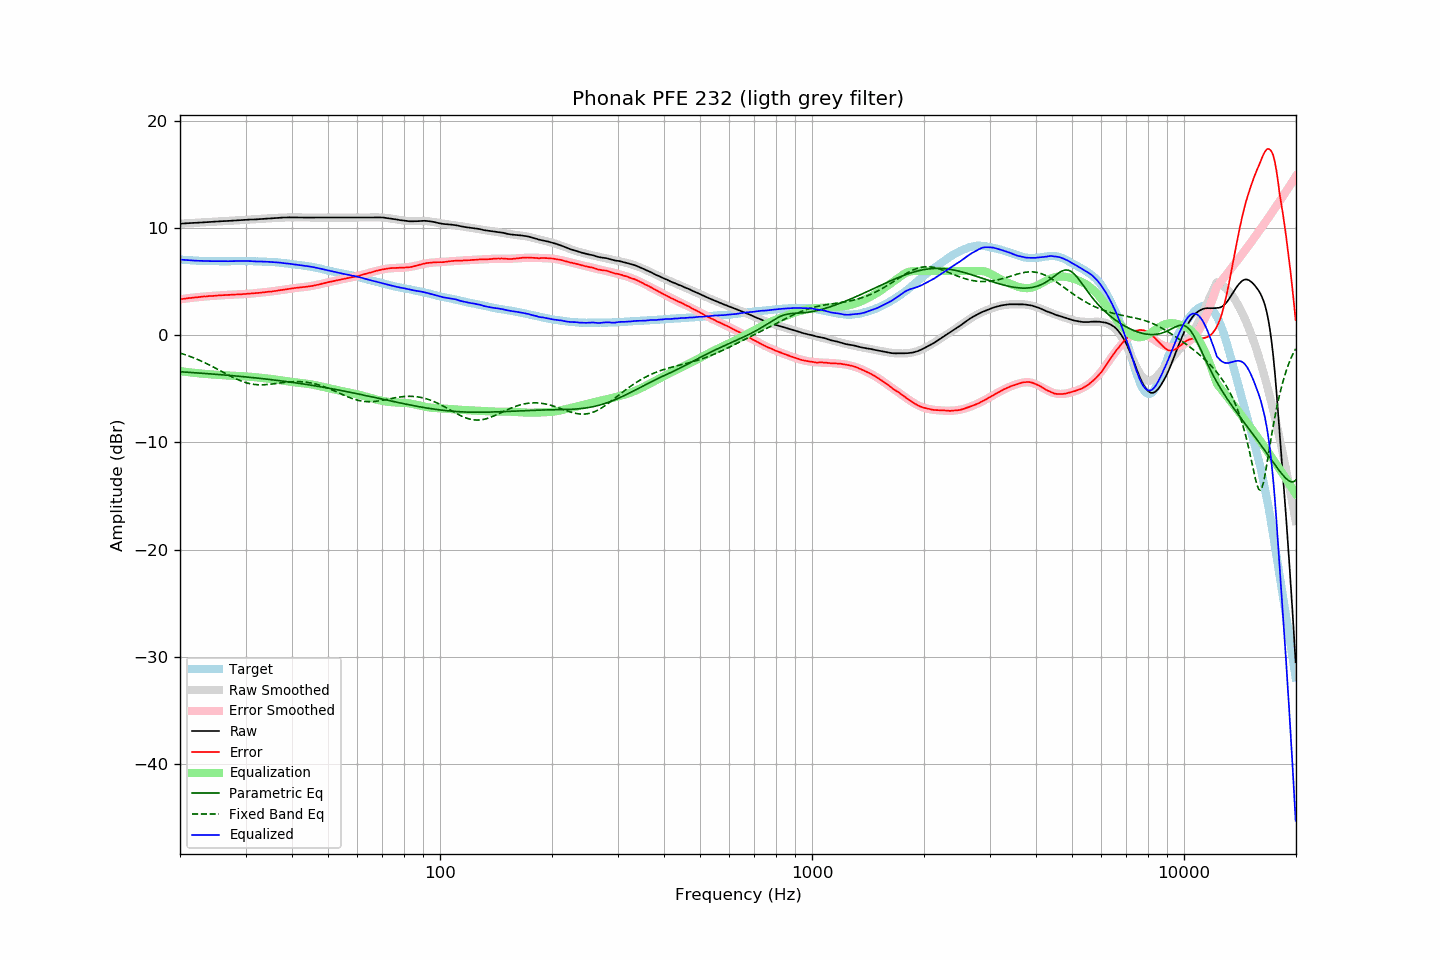 Phonak PFE 232 (ligth grey filter)
20
10
0
−10
−20
−30
−40
Amplitude (dBr)
Target
Raw Smoothed
Error Smoothed
Raw
Error
Equalization
Parametric Eq
Fixed Band Eq
Equalized
100
1000
10000
Frequency (Hz)